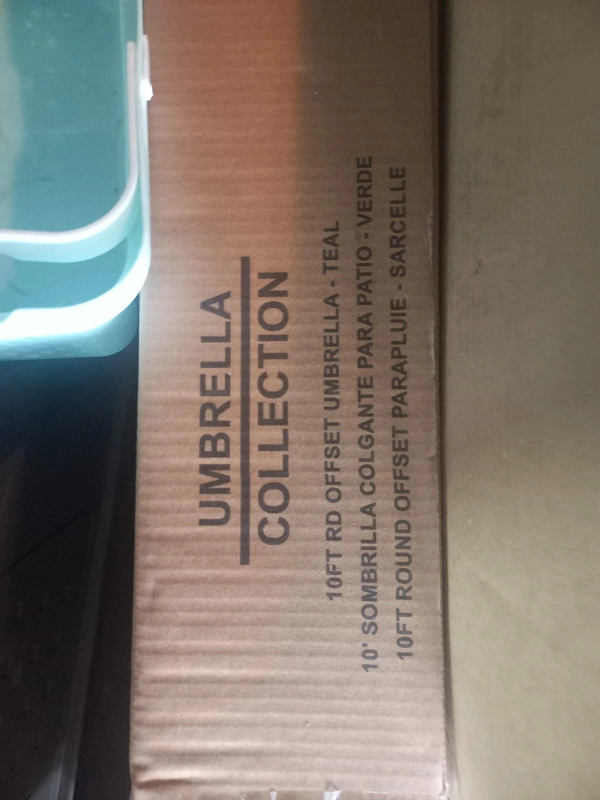 UMBRELLA
COLLECTION
10FT RD OFFSET UMBRELLA - TEAL
10' SOMBRILLA COLGANTE PARA PATIO - VERDE
10FT ROUND OFFSET PARAPLUIE - SARCELLE